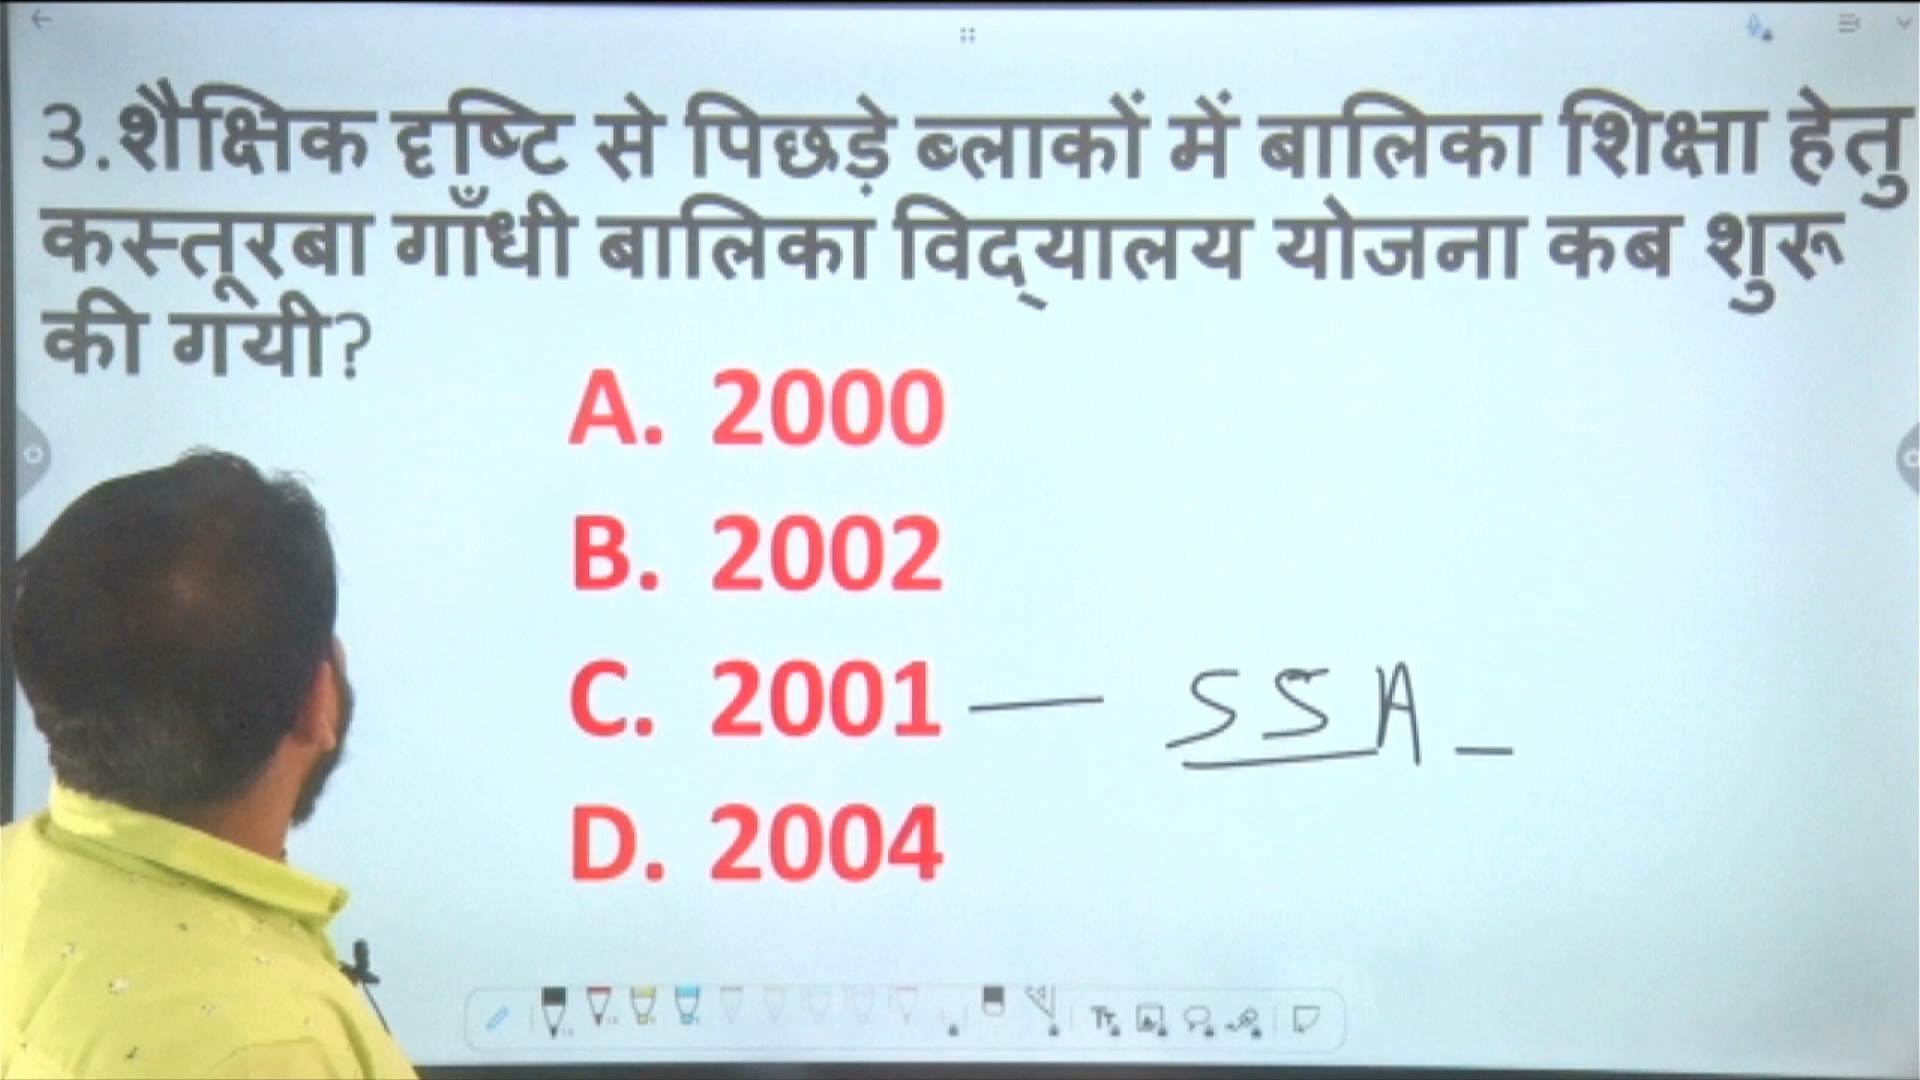 3.शैक्षिक दृष्टि से पिछड़े ब्लाकों में बालिका शिक्षा हेतु
कस्तूरबा गाँधी बालिका विद्यालय योजना कब शुरू
की गयी?
A. 2000
B. 2002
C. 2001 — SSA –
D. 2004